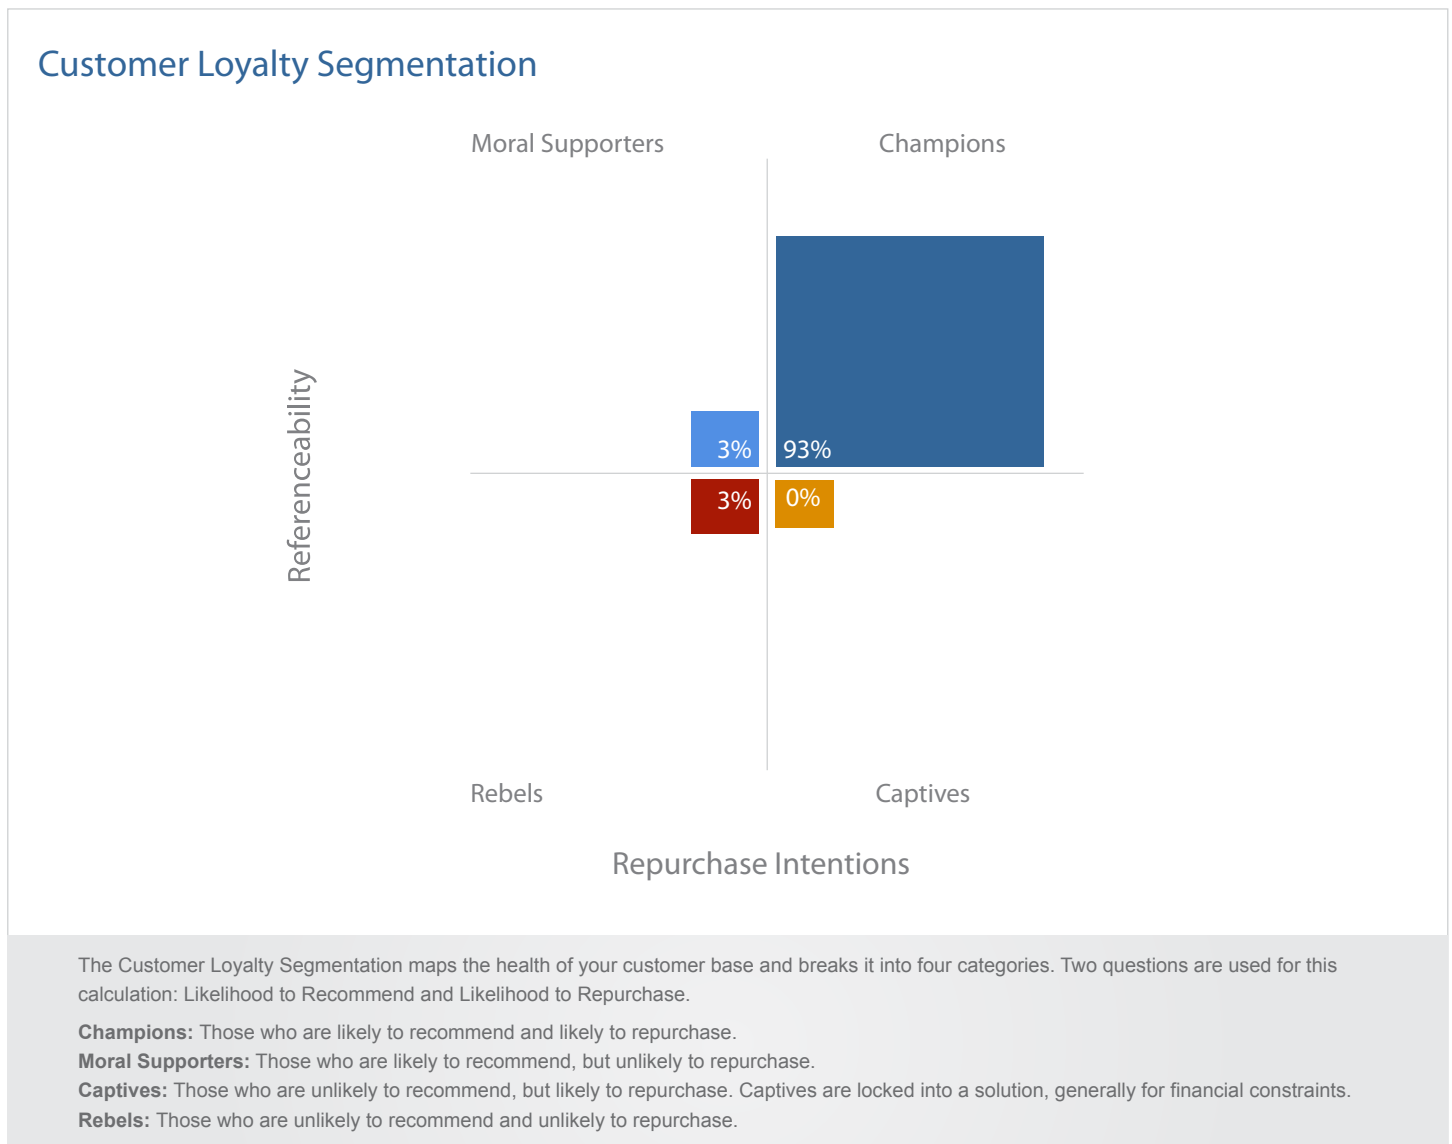 Customer Loyalty Segmentation
Moral Supporters
Champions
Referenceability
3%
93%
3%
0%
Rebels
Captives
Repurchase Intentions
The Customer Loyalty Segmentation maps the health of your customer base and breaks it into four categories. Two questions are used for this
calculation: Likelihood to Recommend and Likelihood to Repurchase.
Champions: Those who are likely to recommend and likely to repurchase.
Moral Supporters: Those who are likely to recommend, but unlikely to repurchase.
Captives: Those who are unlikely to recommend, but likely to repurchase. Captives are locked into a solution, generally for financial constraints.
Rebels: Those who are unlikely to recommend and unlikely to repurchase.